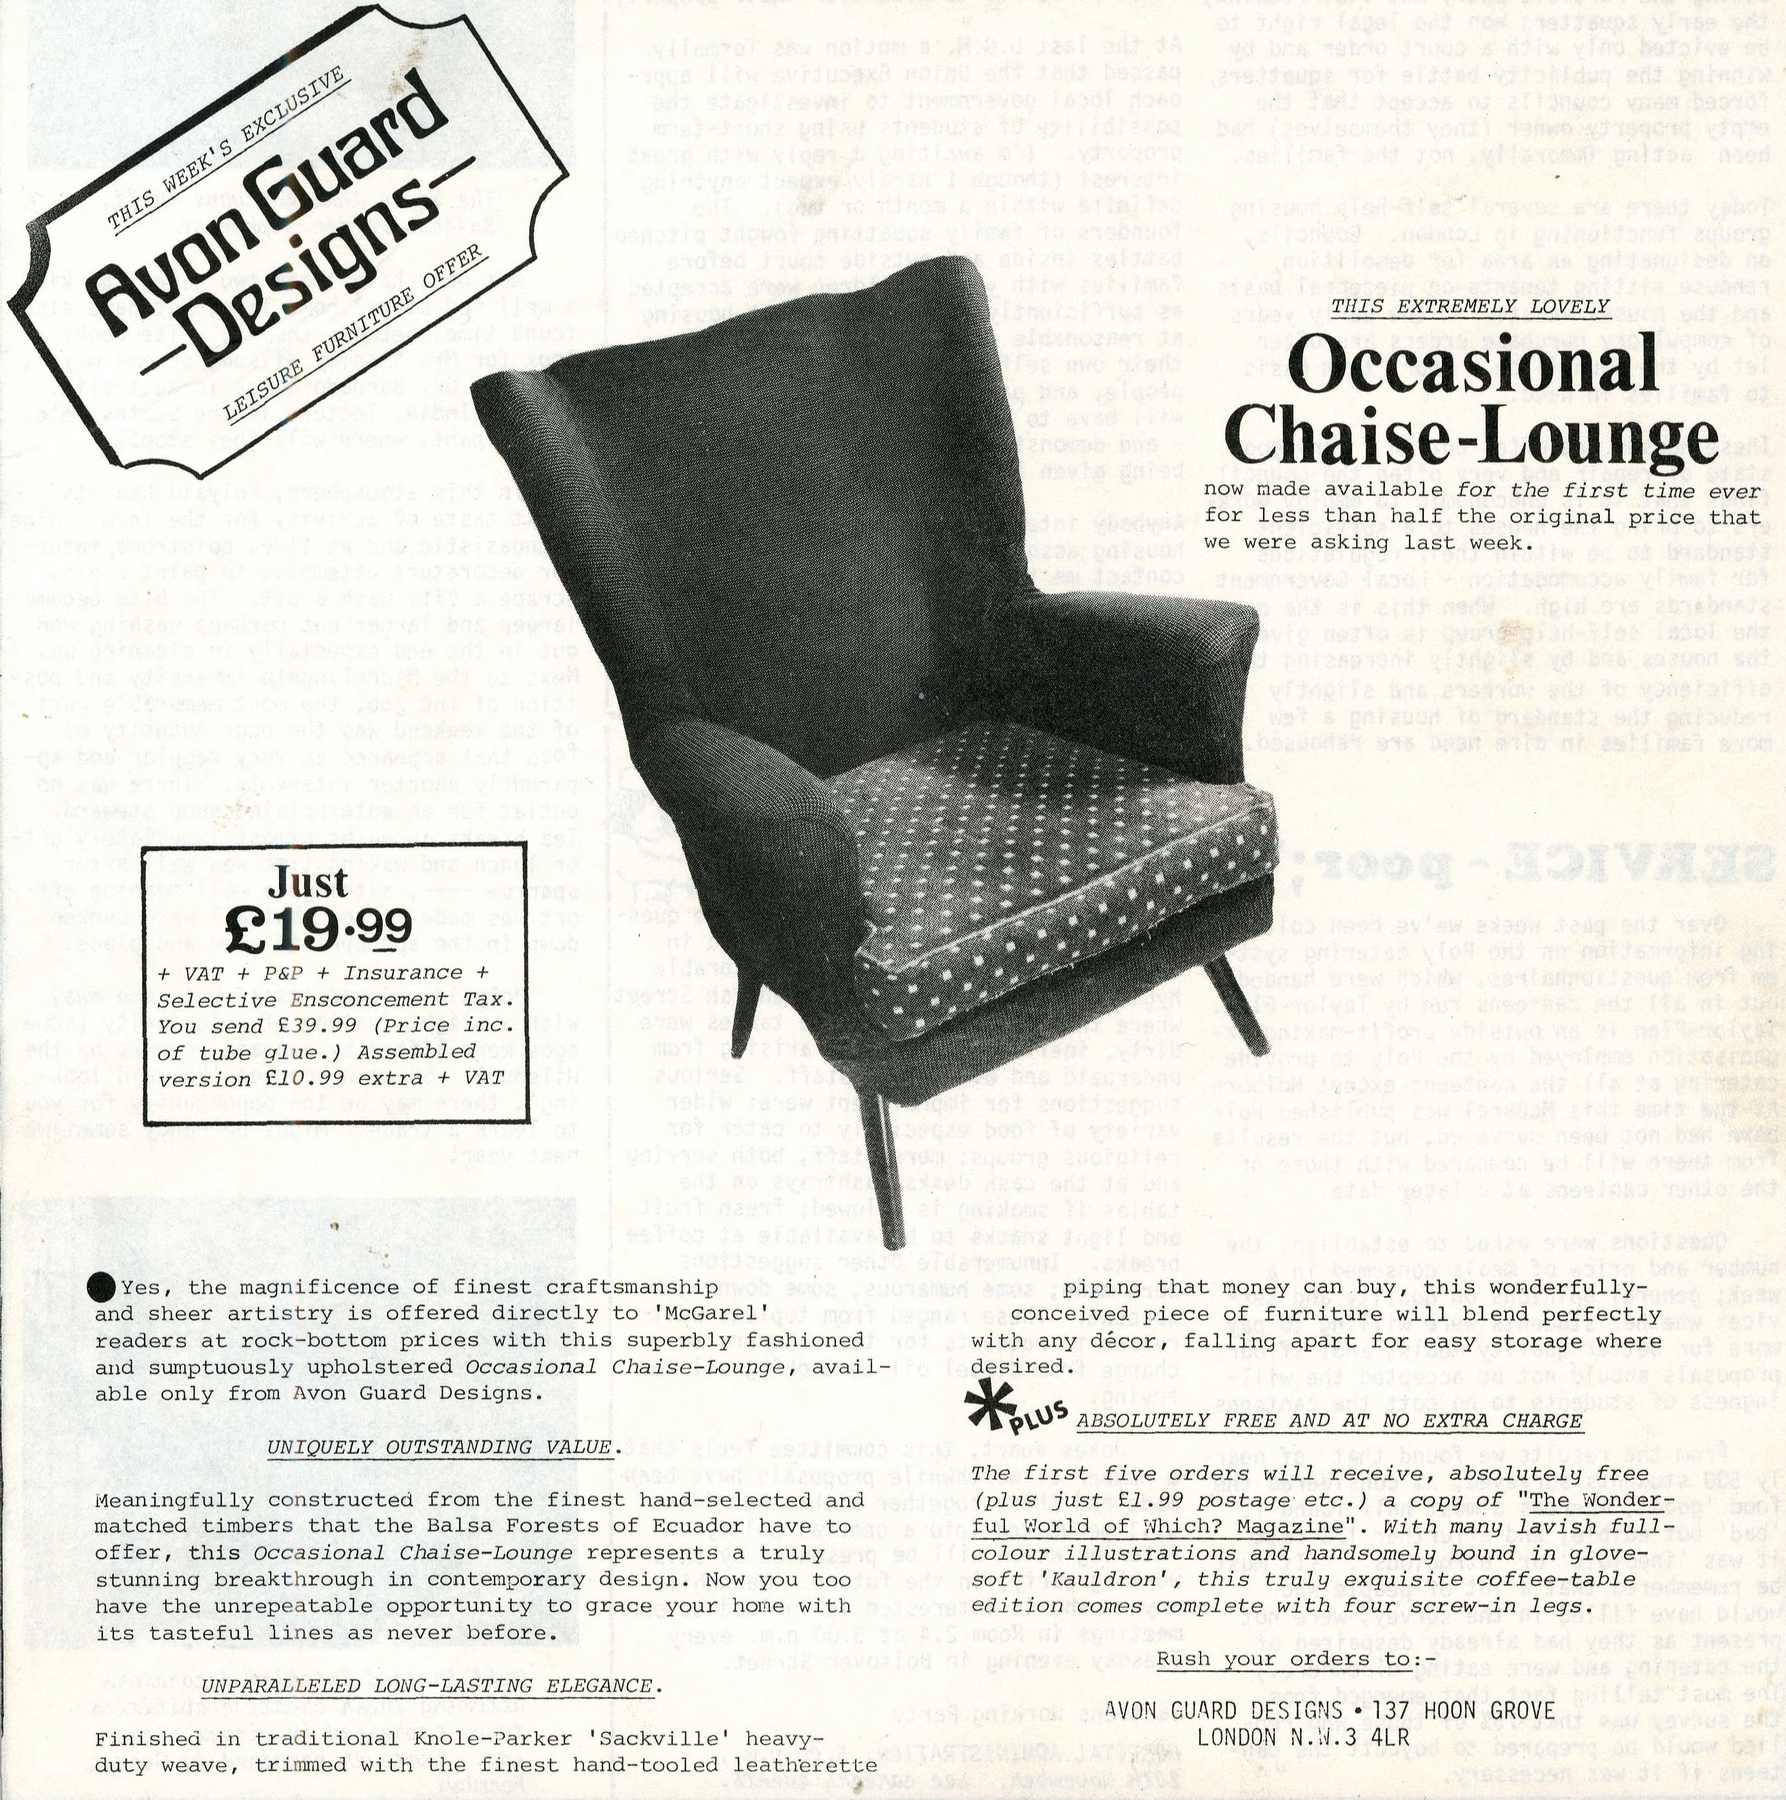 THIS WEEK'S EXCLUSIVE
Avon Guard
Designs
LEISURE FURNITURE OFFER
THIS EXTREMELY LOVELY
Occasional
Chaise-Lounge
now made available for the first time ever
for less than half the original price that
we were asking last week.
Just
£19.99
+ VAT + P&P + Insurance +
Selective Ensconcement Tax.
You send £39.99 (Price inc.
of tube glue.) Assembled
version £10.99 extra + VAT
Yes, the magnificence of finest craftsmanship
and sheer artistry is offered directly to 'McGarel'
readers at rock-bottom prices with this superbly fashioned
and sumptuously upholstered Occasional Chaise-Lounge, avail-
able only from Avon Guard Designs.
UNIQUELY OUTSTANDING VALUE.
Meaningfully constructed from the finest hand-selected and
matched timbers that the Balsa Forests of Ecuador have to
offer, this Occasional Chaise-Lounge represents a truly
stunning breakthrough in contemporary design. Now you too
have the unrepeatable opportunity to grace your home with
its tasteful lines as never before.
UNPARALLELED LONG-LASTING ELEGANCE.
Finished in traditional Knole-Parker 'Sackville' heavy-
duty weave, trimmed with the finest hand-tooled leatherette
piping that money can buy, this wonderfully-
conceived piece of furniture will blend perfectly
with any décor, falling apart for easy storage where
desired.
* PLUS ABSOLUTELY FREE AND AT NO EXTRA CHARGE
The first five orders will receive, absolutely free
(plus just £1.99 postage etc.) a copy of "The Wonder-
ful World of Which? Magazine". With many lavish full-
colour illustrations and handsomely bound in glove-
soft 'Kauldron', this truly exquisite coffee-table
edition comes complete with four screw-in legs.
Rush your orders to:-
AVON GUARD DESIGNS • 137 HOON GROVE
LONDON N.W.3 4LR